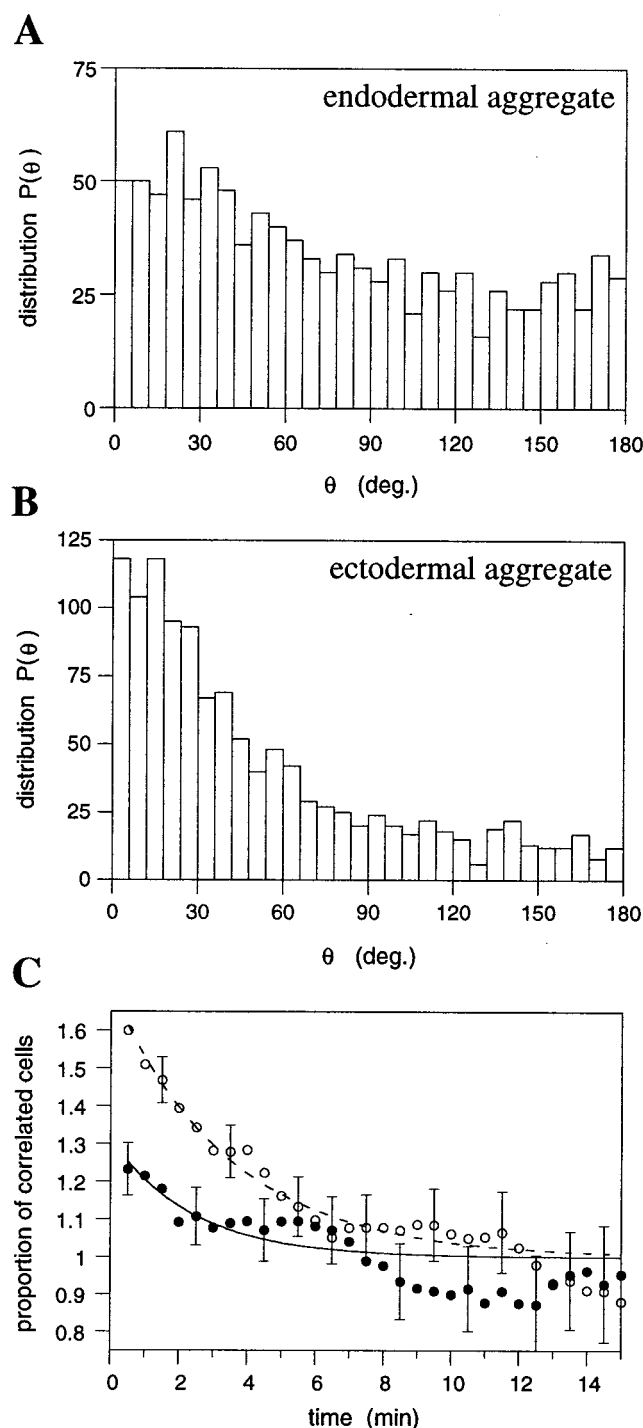 A
endodermal aggregate
distribution P(θ)
75
50
25
0
0 30 60 90 120 150 180
θ (deg.)
B
ectodermal aggregate
distribution P(θ)
125
100
75
50
25
0
0 30 60 90 120 150 180
θ (deg.)
C
proportion of correlated cells
1.6
1.5
1.4
1.3
1.2
1.1
1
0.9
0.8
0 2 4 6 8 10 12 14
time (min)